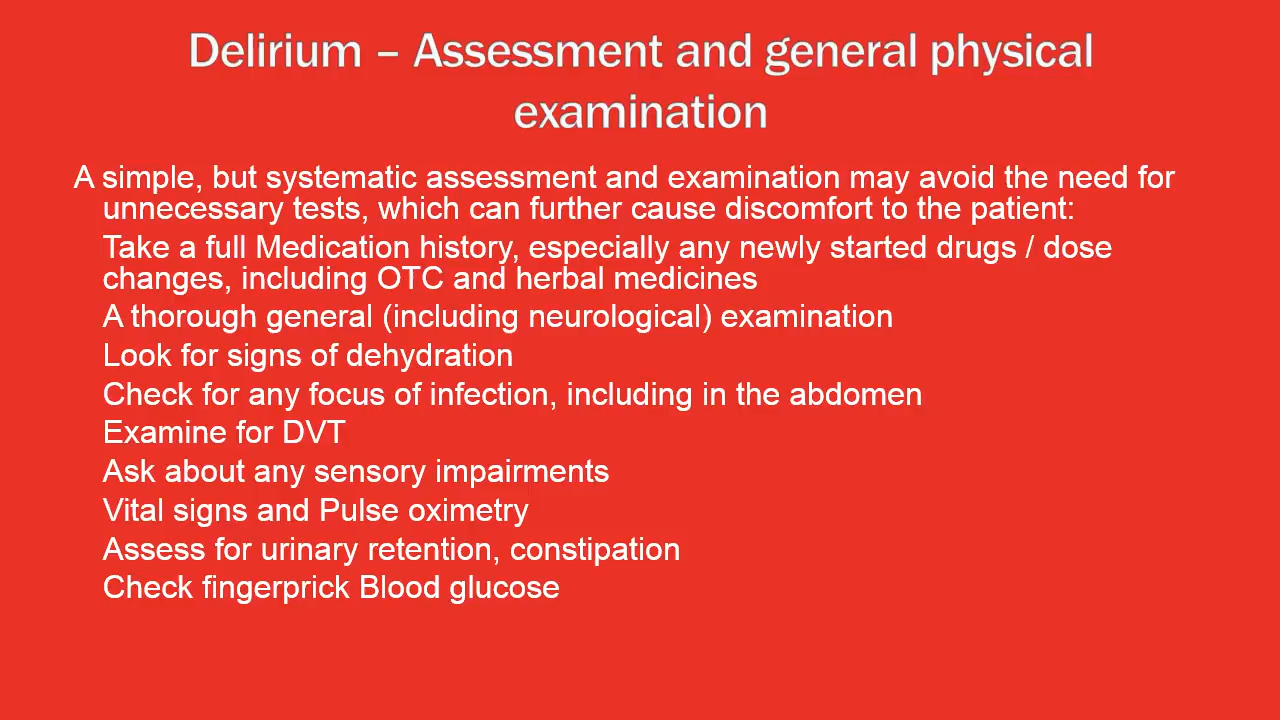 Delirium – Assessment and general physical
examination
A simple, but systematic assessment and examination may avoid the need for
unnecessary tests, which can further cause discomfort to the patient:
Take a full Medication history, especially any newly started drugs / dose
changes, including OTC and herbal medicines
A thorough general (including neurological) examination
Look for signs of dehydration
Check for any focus of infection, including in the abdomen
Examine for DVT
Ask about any sensory impairments
Vital signs and Pulse oximetry
Assess for urinary retention, constipation
Check fingerprick Blood glucose